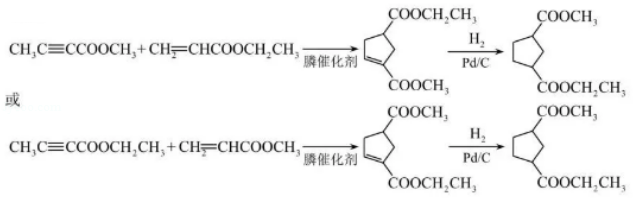 COOCH₂CH₃ COOCH₃
CH₃C≡CCOOCH₃+CH₂=CHCOOCH₂CH₃ 膦催化剂 H₂ Pd/C
COOCH₃ COOCH₂CH₃
或
COOCH₃ COOCH₃
CH₃C≡CCOOCH₂CH₃+CH₂=CHCOOCH₃ 膦催化剂 H₂ Pd/C
COOCH₂CH₃ COOCH₂CH₃